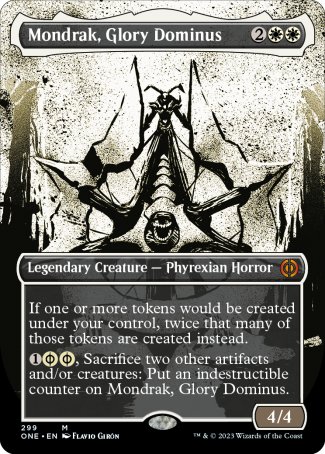 Mondrak, Glory Dominus 2
Legendary Creature — Phyrexian Horror
If one or more tokens would be created
under your control, twice that many of
those tokens are created instead.
1, Sacrifice two other artifacts
and/or creatures: Put an indestructible
counter on Mondrak, Glory Dominus.
4/4
299 M
ONE • EN Flavio Girón
™ & © 2023 Wizards of the Coast